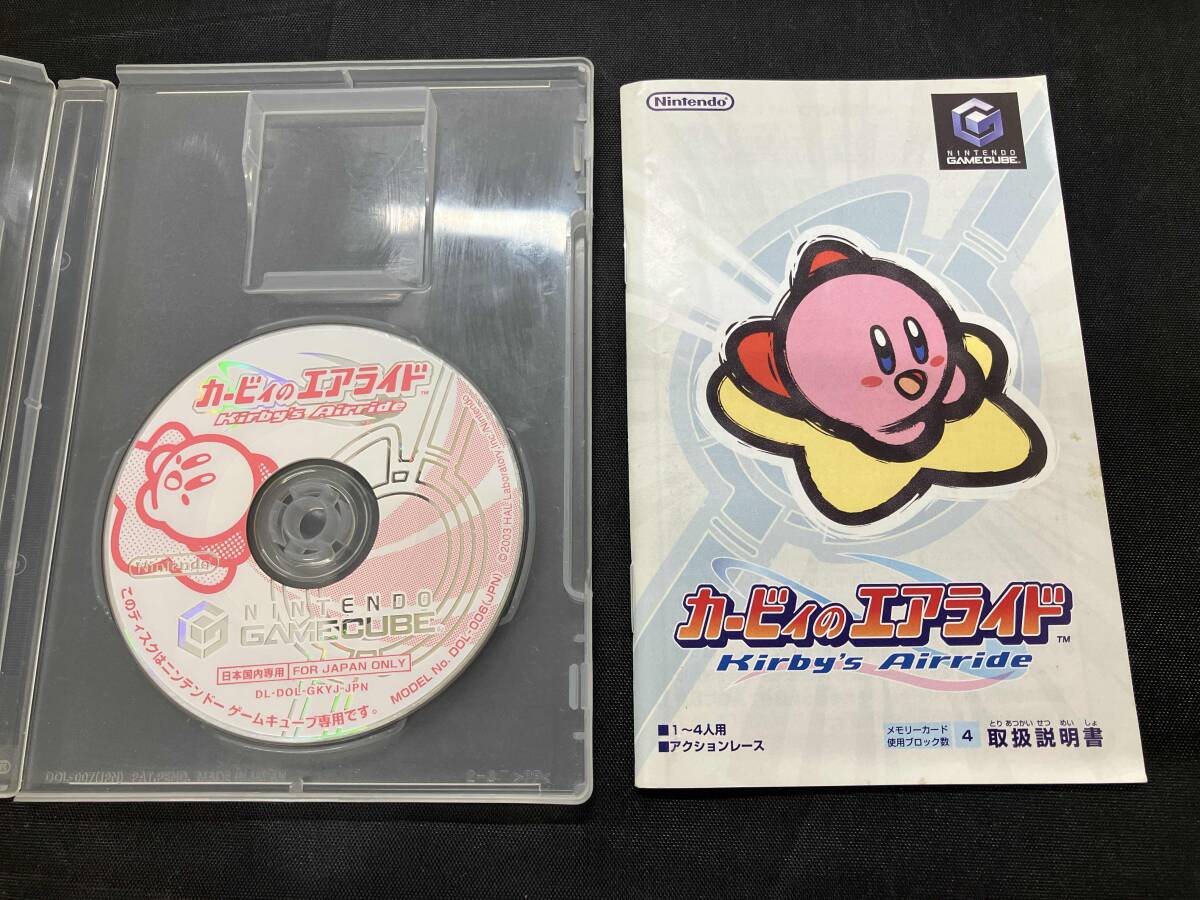 カービィのエアライド™
Kirby's Airride
©2003 HAL Laboratory, Inc./Nintendo
Nintendo
NINTENDO
GAMECUBE
日本国内専用 FOR JAPAN ONLY
DL-DOL-GKYJ-JPN
このディスクはニンテンドーゲームキューブ専用です。
MODEL No. DOL-006(JPN)
DOL-007(JPN) PAT.PEND. MADE IN JAPAN
>PP<
Nintendo®
NINTENDO
GAMECUBE
カービィのエアライド™
Kirby's Airride
■1〜4人用
■アクションレース
メモリーカード
使用ブロック数 4
とりあつかいせつめいしょ
取扱説明書